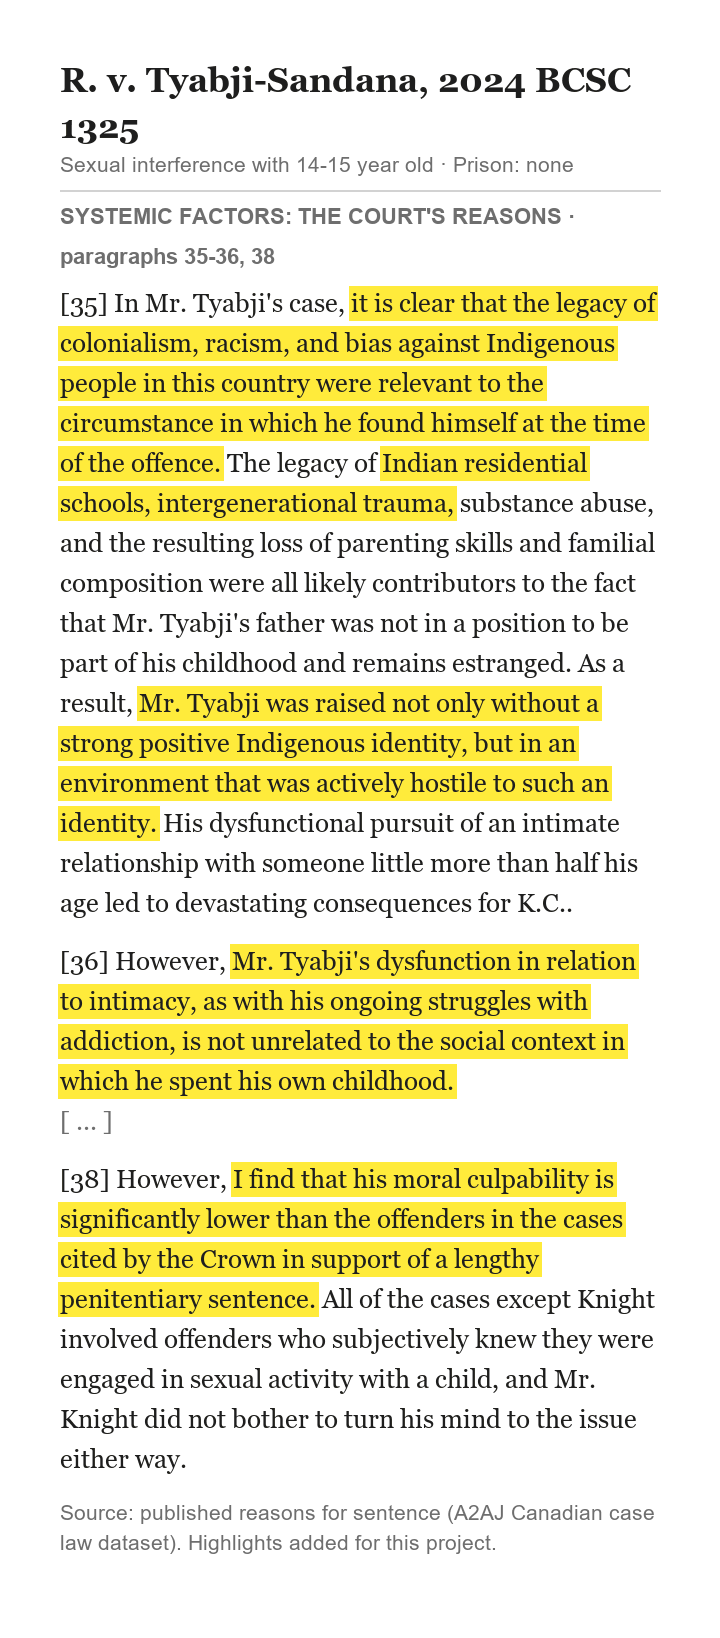 R. v. Tyabji-Sandana, 2024 BCSC
1325
Sexual interference with 14-15 year old · Prison: none
SYSTEMIC FACTORS: THE COURT'S REASONS ·
paragraphs 35-36, 38
[35] In Mr. Tyabji's case, it is clear that the legacy of
colonialism, racism, and bias against Indigenous
people in this country were relevant to the
circumstance in which he found himself at the time
of the offence. The legacy of Indian residential
schools, intergenerational trauma, substance abuse,
and the resulting loss of parenting skills and familial
composition were all likely contributors to the fact
that Mr. Tyabji's father was not in a position to be
part of his childhood and remains estranged. As a
result, Mr. Tyabji was raised not only without a
strong positive Indigenous identity, but in an
environment that was actively hostile to such an
identity. His dysfunctional pursuit of an intimate
relationship with someone little more than half his
age led to devastating consequences for K.C..
[36] However, Mr. Tyabji's dysfunction in relation
to intimacy, as with his ongoing struggles with
addiction, is not unrelated to the social context in
which he spent his own childhood.
[ ... ]
[38] However, I find that his moral culpability is
significantly lower than the offenders in the cases
cited by the Crown in support of a lengthy
penitentiary sentence. All of the cases except Knight
involved offenders who subjectively knew they were
engaged in sexual activity with a child, and Mr.
Knight did not bother to turn his mind to the issue
either way.
Source: published reasons for sentence (A2AJ Canadian case
law dataset). Highlights added for this project.